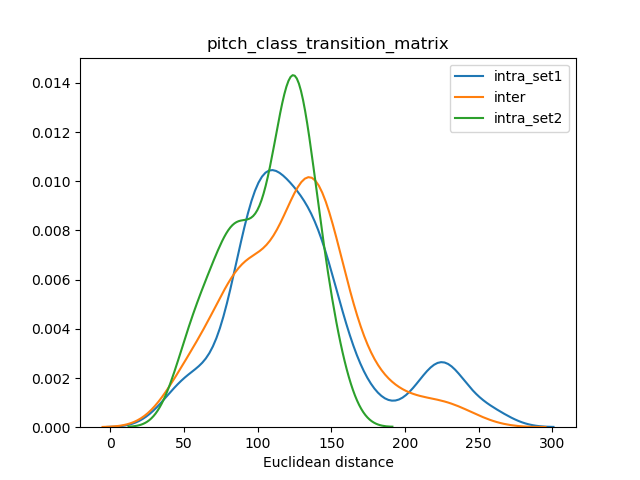 pitch_class_transition_matrix
intra_set1
inter
intra_set2
0.014
0.012
0.010
0.008
0.006
0.004
0.002
0.000
0 50 100 150 200 250 300
Euclidean distance